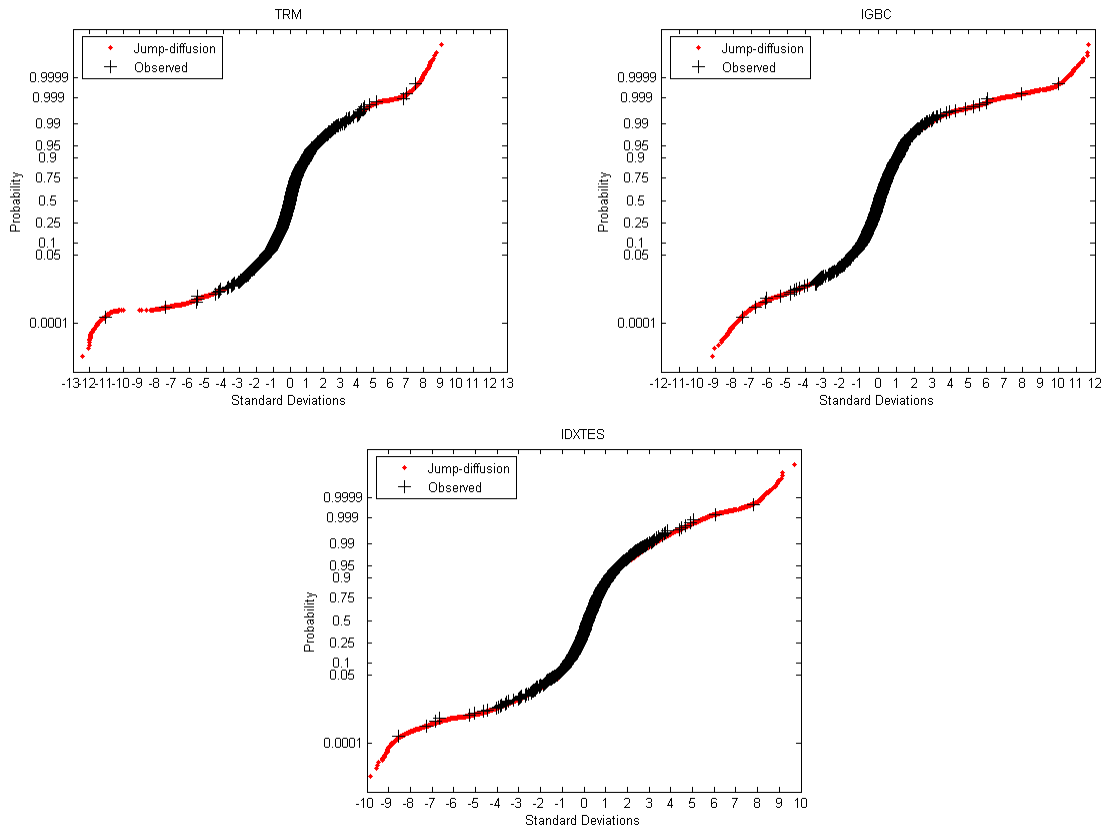 TRM
Jump-diffusion
Observed
0.9999
0.999
0.99
0.95
0.9
0.75
0.5
0.25
0.1
0.05
0.0001
Probability
-13-12-11-10 -9 -8 -7 -6 -5 -4 -3 -2 -1 0 1 2 3 4 5 6 7 8 9 10 11 12 13
Standard Deviations
IGBC
Jump-diffusion
Observed
0.9999
0.999
0.99
0.95
0.9
0.75
0.5
0.25
0.1
0.05
0.0001
Probability
-12-11-10 -9 -8 -7 -6 -5 -4 -3 -2 -1 0 1 2 3 4 5 6 7 8 9 10 11 12
Standard Deviations
IDXTES
Jump-diffusion
Observed
0.9999
0.999
0.99
0.95
0.9
0.75
0.5
0.25
0.1
0.05
0.0001
Probability
-10 -9 -8 -7 -6 -5 -4 -3 -2 -1 0 1 2 3 4 5 6 7 8 9 10
Standard Deviations